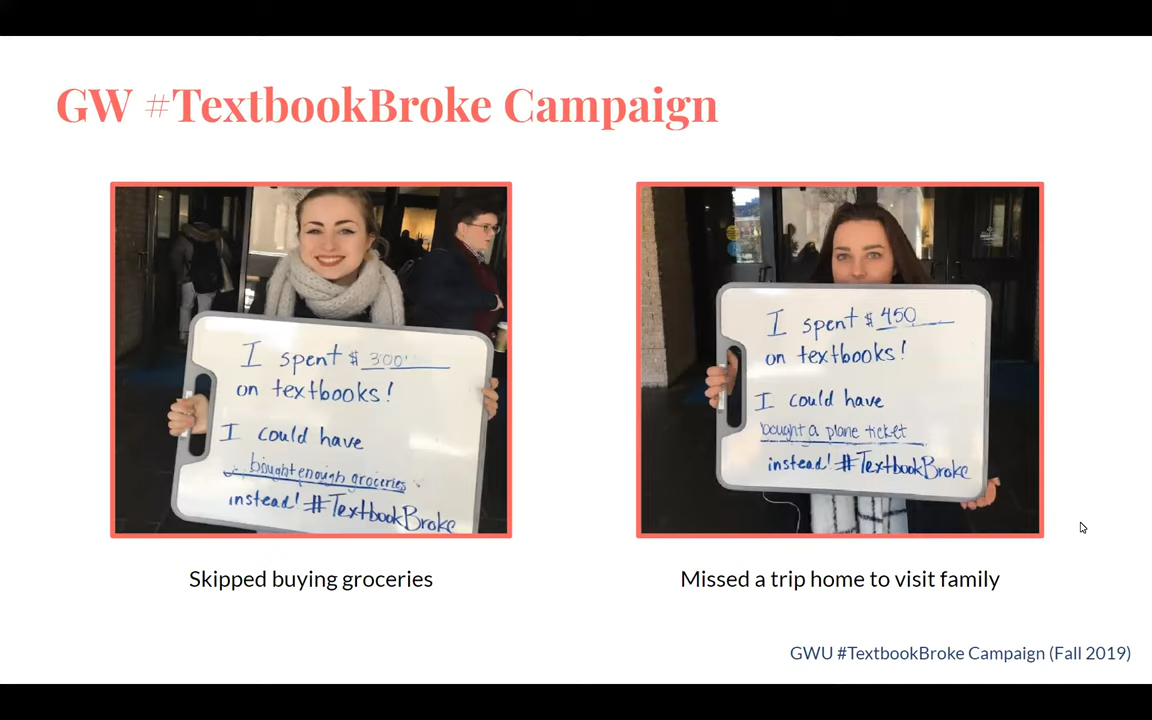 GW #TextbookBroke Campaign
I spent $ 300
on textbooks!
I could have
bought enough groceries
instead! #TextbookBroke
I spent $ 450
on textbooks!
I could have
bought a plane ticket
instead! #TextbookBroke
Skipped buying groceries
Missed a trip home to visit family
GWU #TextbookBroke Campaign (Fall 2019)